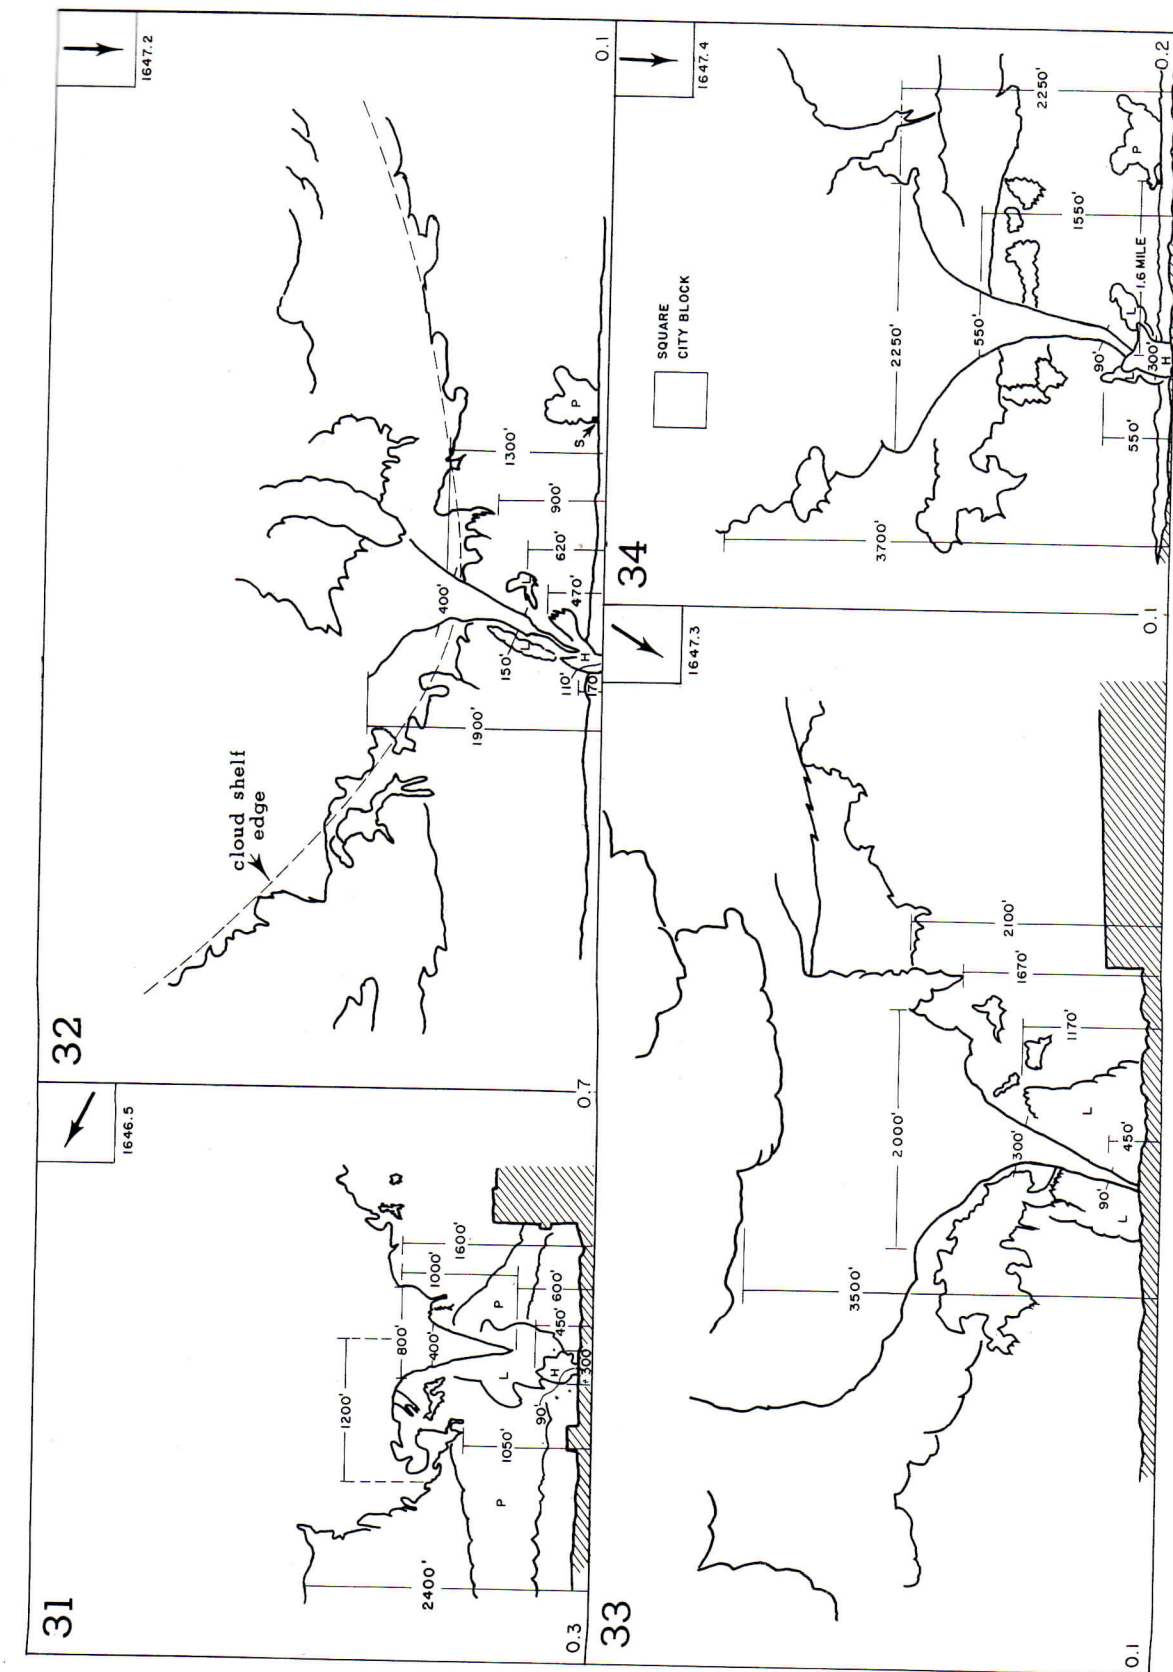 31
1646.5
2400'
1200'
800'
400'
1600'
1000'
600'
450'
300'
90'
1050'
P
L
P
H
0.3
0.7
32
1647.2
cloud shelf
edge
1900'
400'
150'
110'
170'
470'
620'
900'
1300'
L
L
H
S
P
0.1
33
1647.3
3500'
2000'
300'
90'
450'
1170'
1670'
2100'
L
L
0.1
0.1
34
1647.4
SQUARE
CITY BLOCK
3700'
2250'
2250'
550'
1550'
90'
300'
550'
1.6 MILE
L
L
H
P
0.2